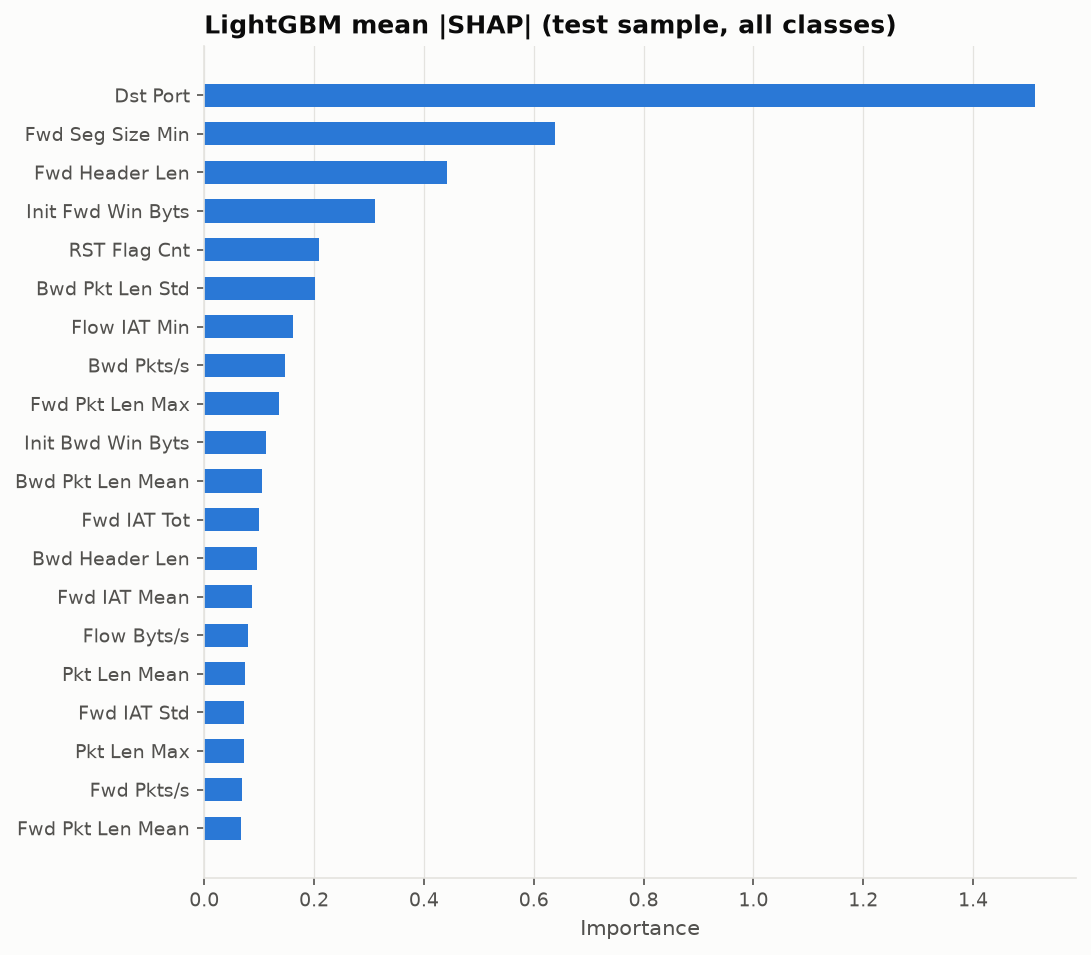 LightGBM mean |SHAP| (test sample, all classes)
Dst Port
Fwd Seg Size Min
Fwd Header Len
Init Fwd Win Byts
RST Flag Cnt
Bwd Pkt Len Std
Flow IAT Min
Bwd Pkts/s
Fwd Pkt Len Max
Init Bwd Win Byts
Bwd Pkt Len Mean
Fwd IAT Tot
Bwd Header Len
Fwd IAT Mean
Flow Byts/s
Pkt Len Mean
Fwd IAT Std
Pkt Len Max
Fwd Pkts/s
Fwd Pkt Len Mean
0.0 0.2 0.4 0.6 0.8 1.0 1.2 1.4
Importance